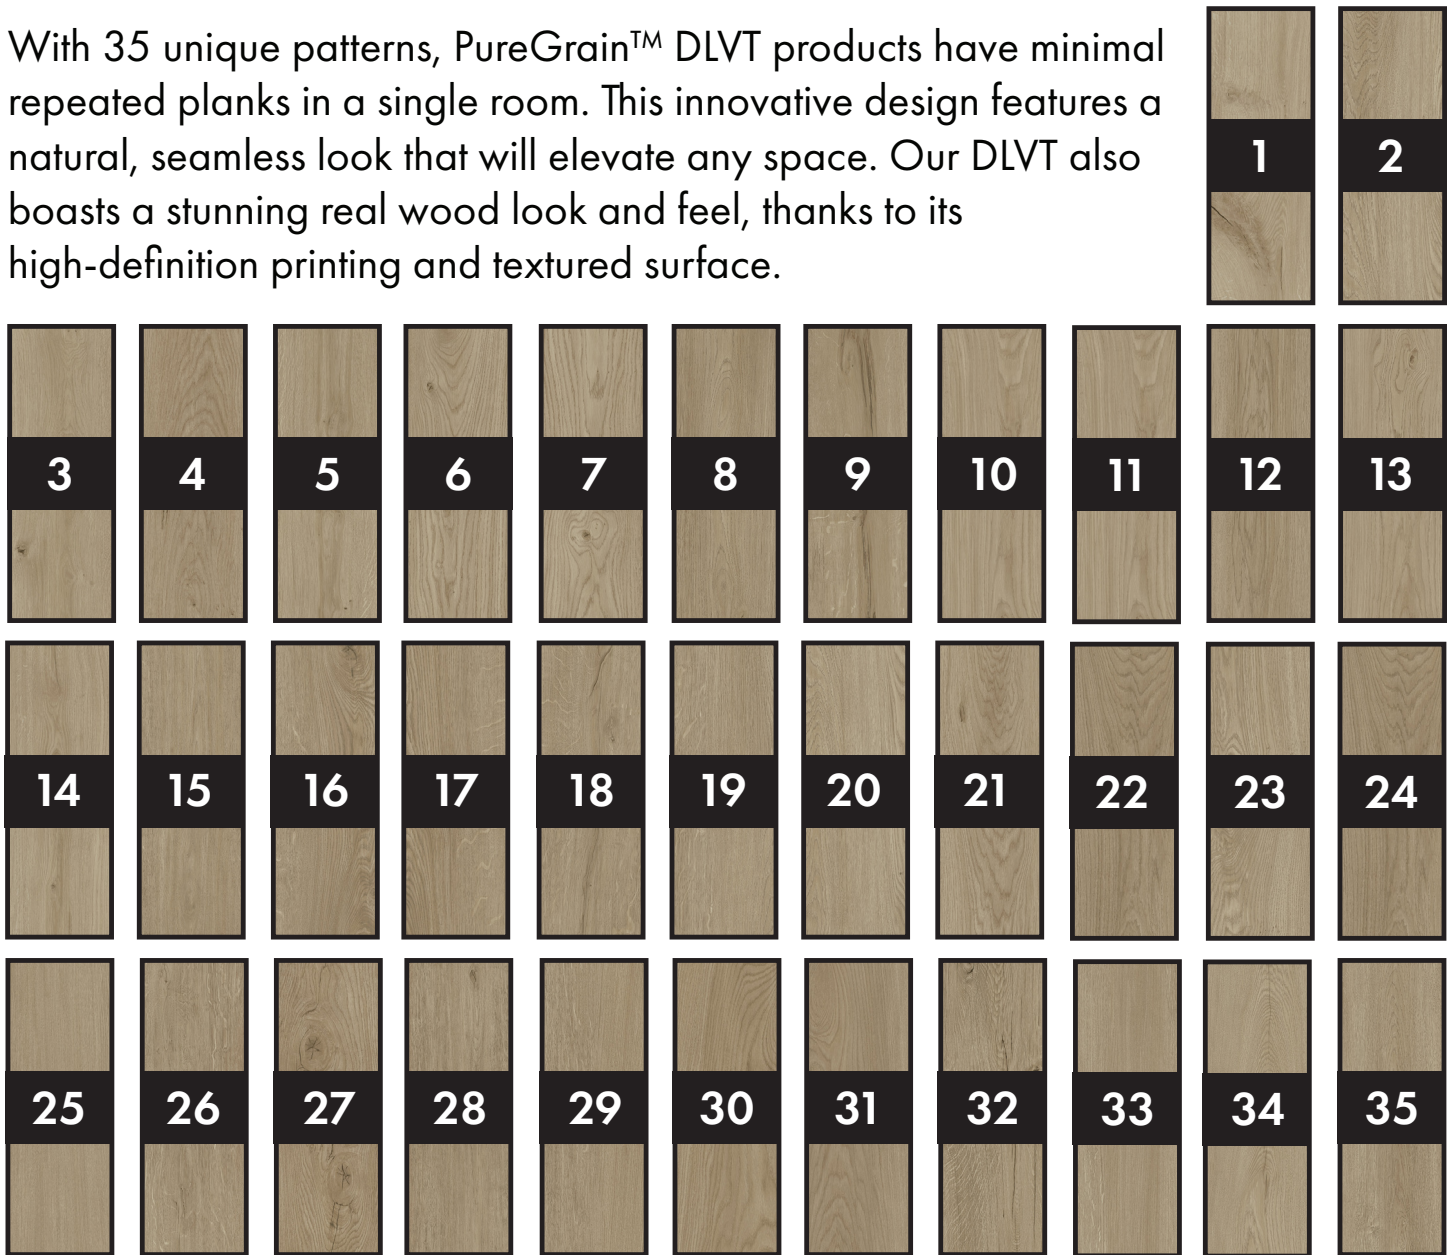 With 35 unique patterns, PureGrain™ DLVT products have minimal
repeated planks in a single room. This innovative design features a
natural, seamless look that will elevate any space. Our DLVT also
boasts a stunning real wood look and feel, thanks to its
high-definition printing and textured surface.
1 2
3 4 5 6 7 8 9 10 11 12 13
14 15 16 17 18 19 20 21 22 23 24
25 26 27 28 29 30 31 32 33 34 35